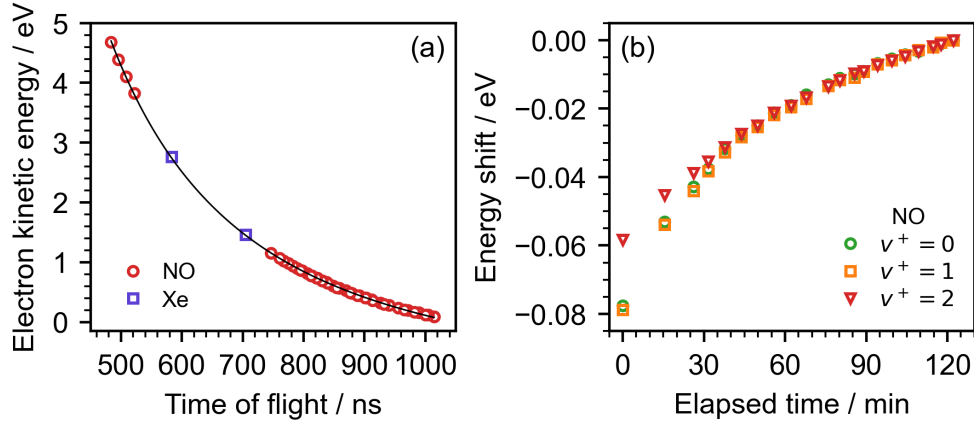 (a)
Electron kinetic energy / eV
5
4
3
2
1
0
NO
Xe
500 600 700 800 900 1000
Time of flight / ns
(b)
Energy shift / eV
0.00
−0.02
−0.04
−0.06
−0.08
NO
v⁺ = 0
v⁺ = 1
v⁺ = 2
0 30 60 90 120
Elapsed time / min